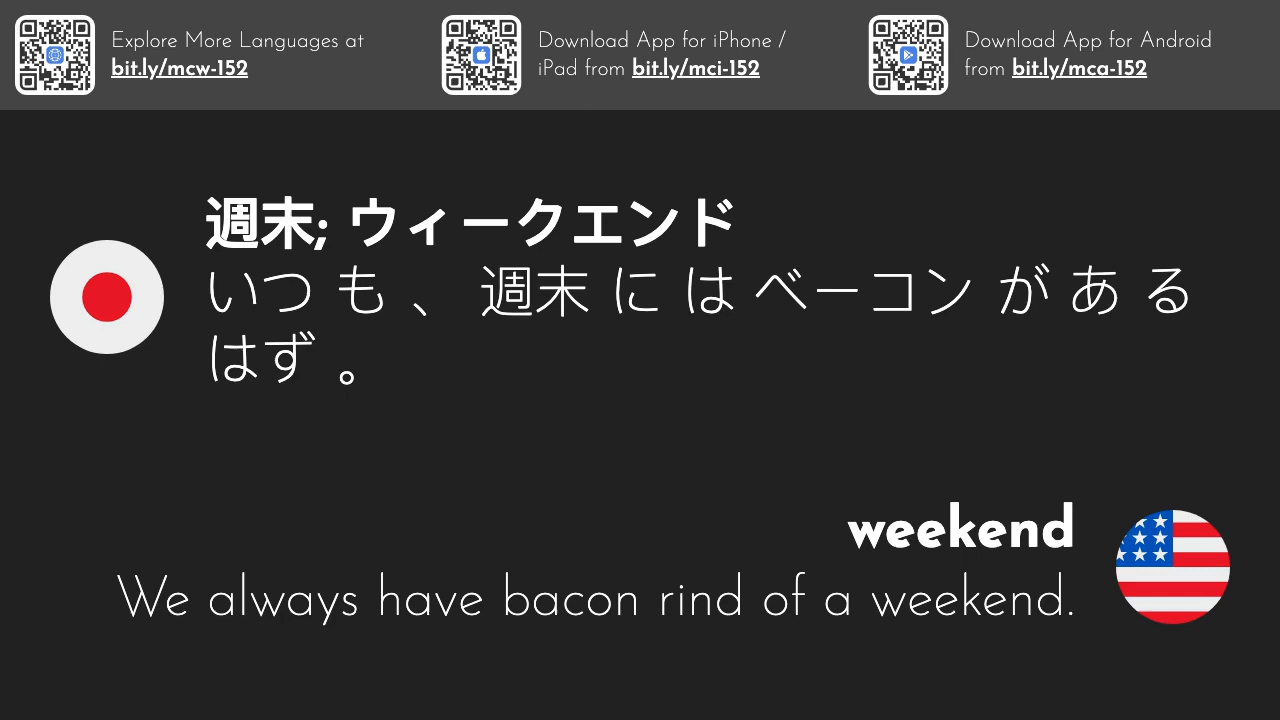 Explore More Languages at
bit.ly/mcw-152
Download App for iPhone /
iPad from bit.ly/mci-152
Download App for Android
from bit.ly/mca-152
週末; ウィークエンド
いつ も 、 週末 に は ベーコン が あ る
はず 。
weekend
We always have bacon rind of a weekend.